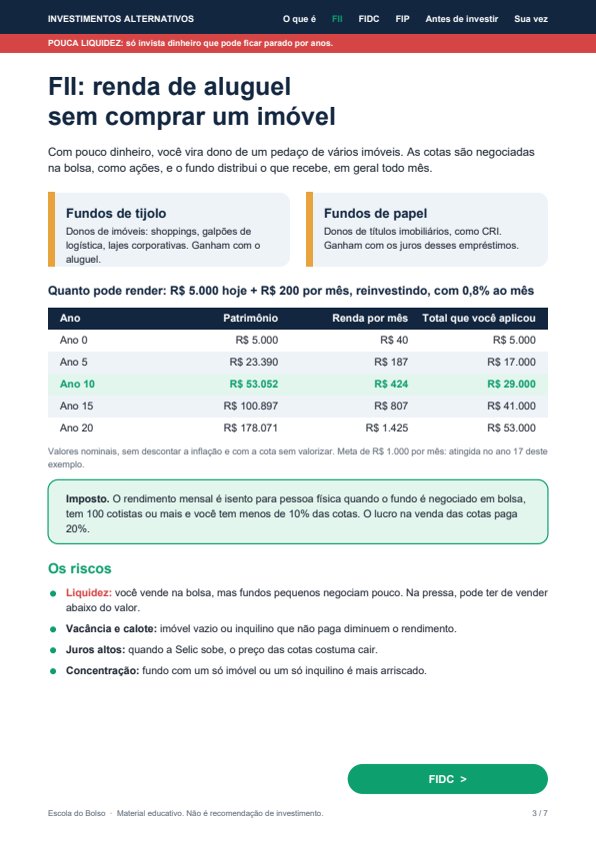 INVESTIMENTOS ALTERNATIVOS O que é FII FIDC FIP Antes de investir Sua vez
POUCA LIQUIDEZ: só invista dinheiro que pode ficar parado por anos.
FII: renda de aluguel
sem comprar um imóvel
Com pouco dinheiro, você vira dono de um pedaço de vários imóveis. As cotas são negociadas
na bolsa, como ações, e o fundo distribui o que recebe, em geral todo mês.
Fundos de tijolo
Donos de imóveis: shoppings, galpões de
logística, lajes corporativas. Ganham com o
aluguel.
Fundos de papel
Donos de títulos imobiliários, como CRI.
Ganham com os juros desses empréstimos.
Quanto pode render: R$ 5.000 hoje + R$ 200 por mês, reinvestindo, com 0,8% ao mês
Ano Patrimônio Renda por mês Total que você aplicou
Ano 0 R$ 5.000 R$ 40 R$ 5.000
Ano 5 R$ 23.390 R$ 187 R$ 17.000
Ano 10 R$ 53.052 R$ 424 R$ 29.000
Ano 15 R$ 100.897 R$ 807 R$ 41.000
Ano 20 R$ 178.071 R$ 1.425 R$ 53.000
Valores nominais, sem descontar a inflação e com a cota sem valorizar. Meta de R$ 1.000 por mês: atingida no ano 17 deste
exemplo.
Imposto. O rendimento mensal é isento para pessoa física quando o fundo é negociado em bolsa,
tem 100 cotistas ou mais e você tem menos de 10% das cotas. O lucro na venda das cotas paga
20%.
Os riscos
Liquidez: você vende na bolsa, mas fundos pequenos negociam pouco. Na pressa, pode ter de vender
abaixo do valor.
Vacância e calote: imóvel vazio ou inquilino que não paga diminuem o rendimento.
Juros altos: quando a Selic sobe, o preço das cotas costuma cair.
Concentração: fundo com um só imóvel ou um só inquilino é mais arriscado.
FIDC >
Escola do Bolso · Material educativo. Não é recomendação de investimento. 3 / 7